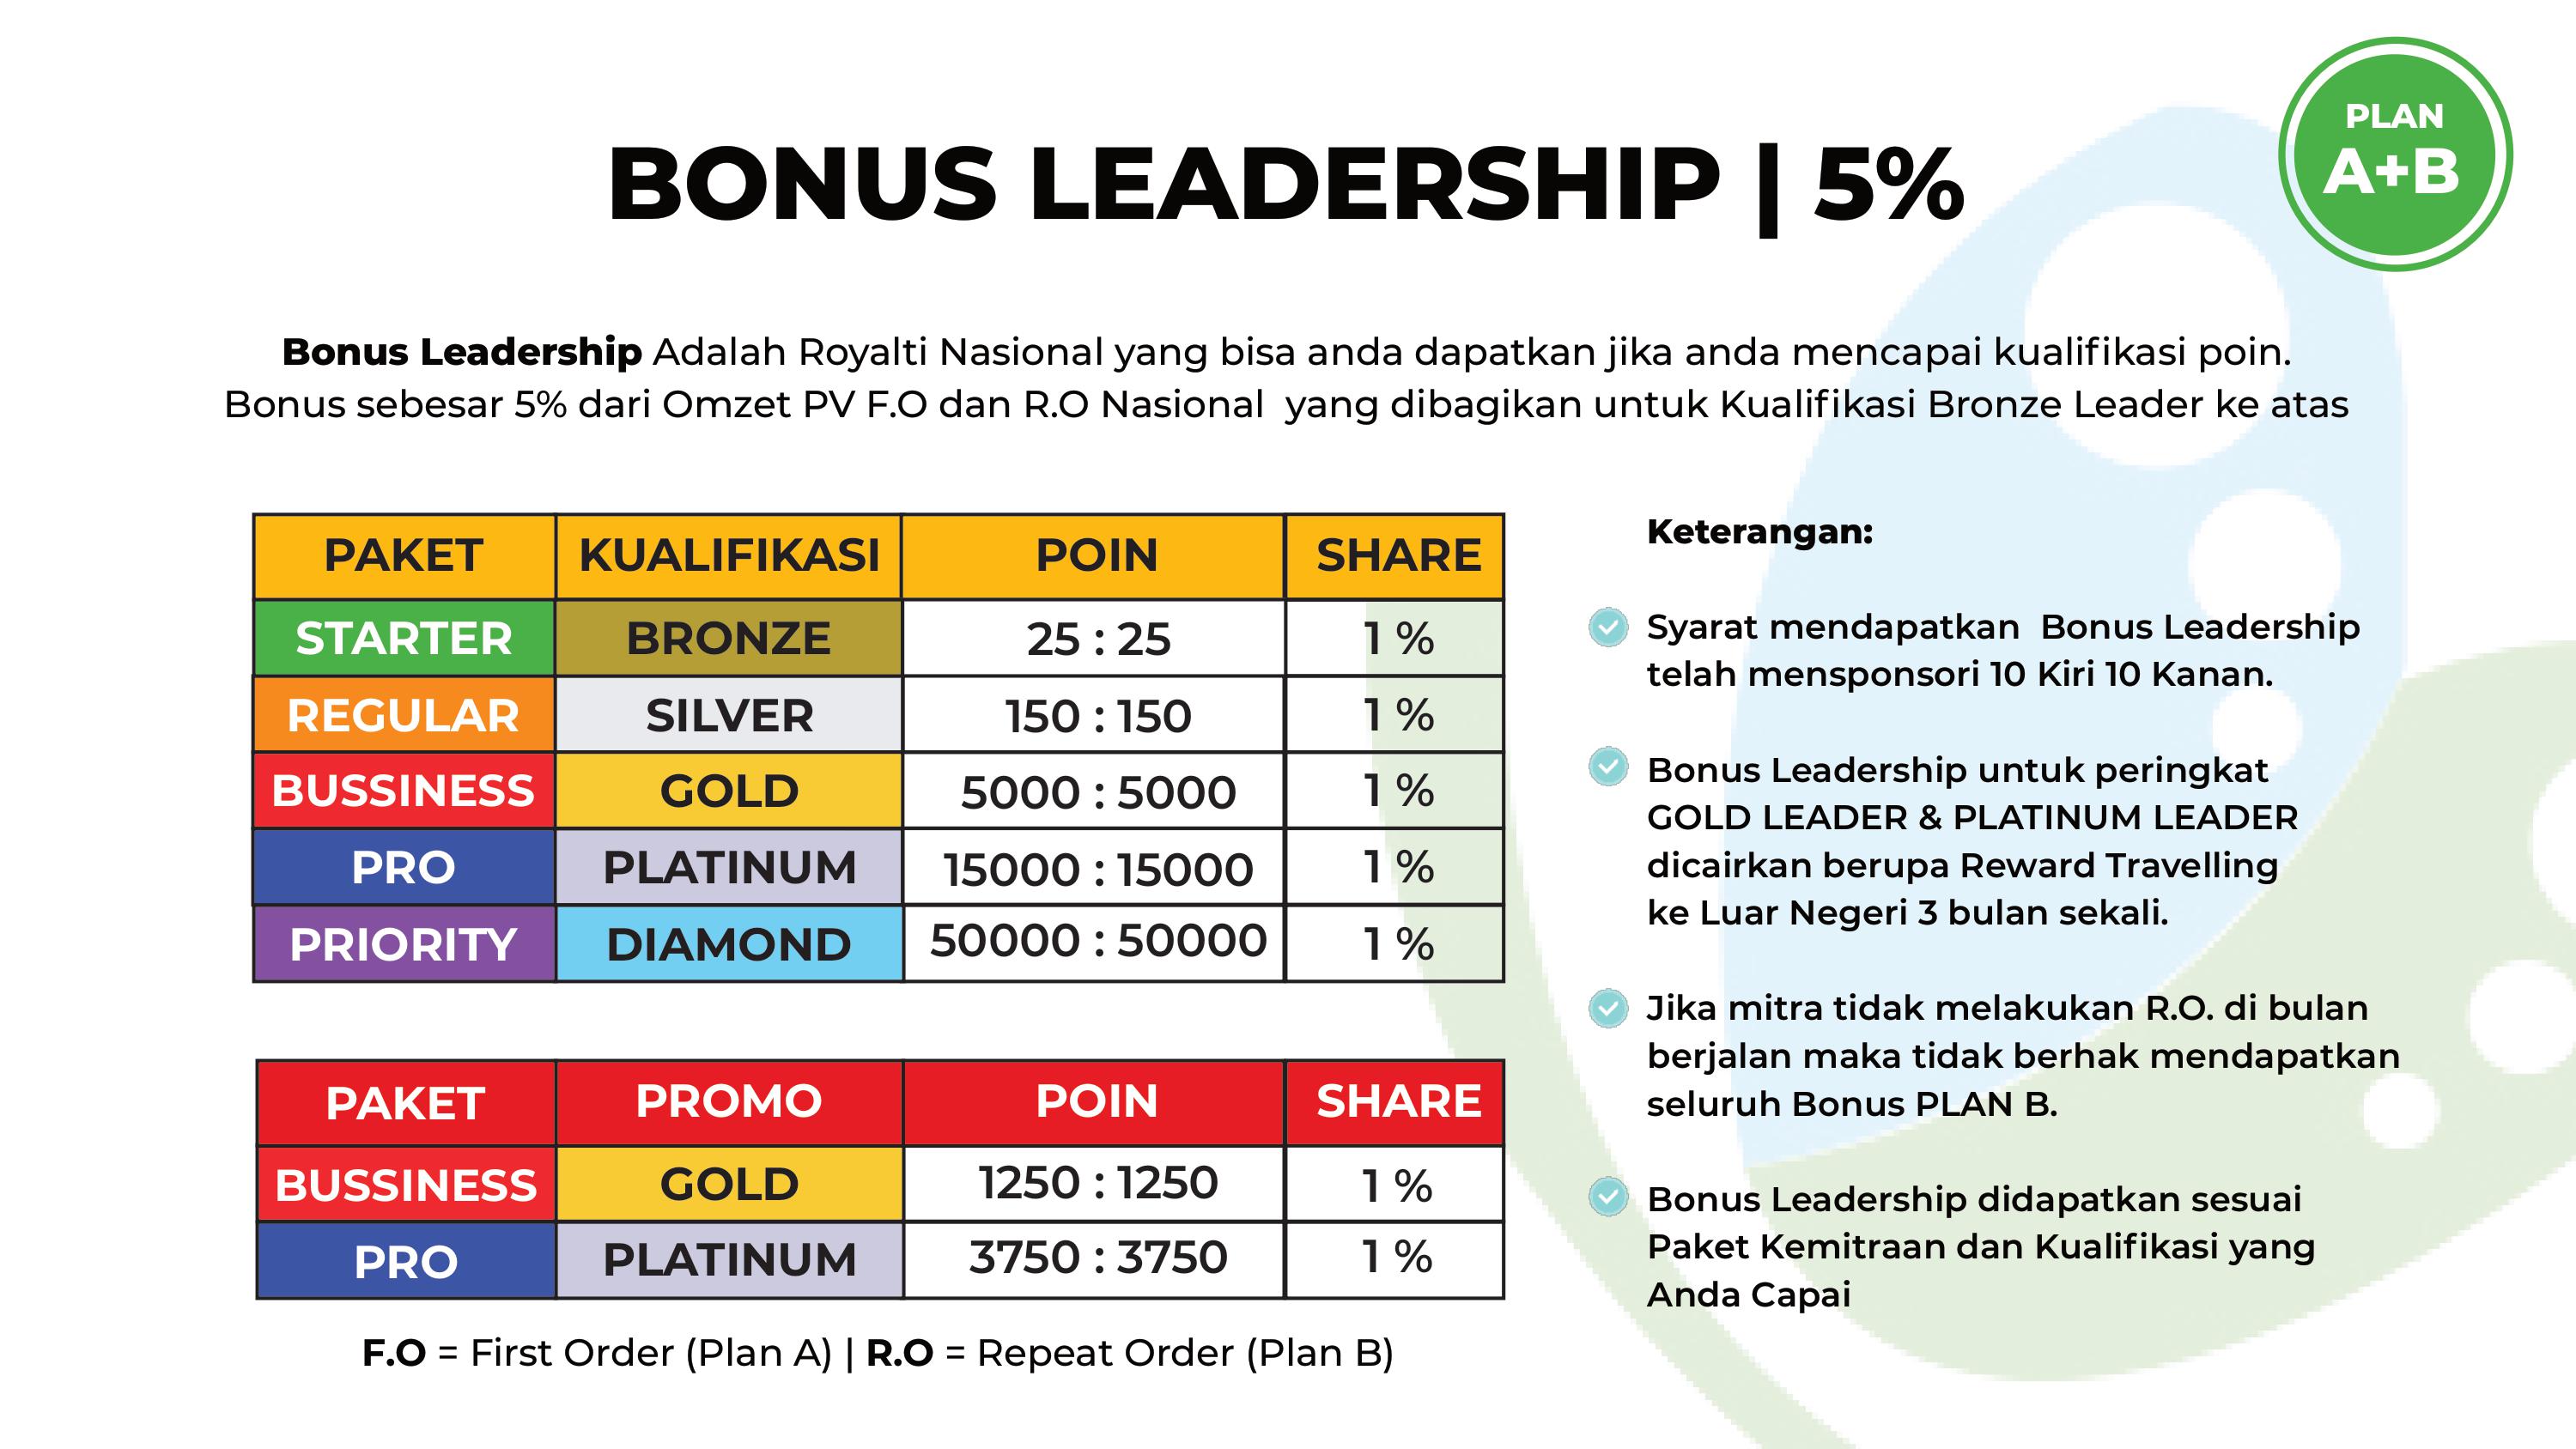 PLAN
A+B
BONUS LEADERSHIP | 5%
Bonus Leadership Adalah Royalti Nasional yang bisa anda dapatkan jika anda mencapai kualifikasi poin.
Bonus sebesar 5% dari Omzet PV F.O dan R.O Nasional yang dibagikan untuk Kualifikasi Bronze Leader ke atas
PAKET KUALIFIKASI POIN SHARE
STARTER BRONZE 25 : 25 1 %
REGULAR SILVER 150 : 150 1 %
BUSSINESS GOLD 5000 : 5000 1 %
PRO PLATINUM 15000 : 15000 1 %
PRIORITY DIAMOND 50000 : 50000 1 %
PAKET PROMO POIN SHARE
BUSSINESS GOLD 1250 : 1250 1 %
PRO PLATINUM 3750 : 3750 1 %
F.O = First Order (Plan A) | R.O = Repeat Order (Plan B)
Keterangan:
Syarat mendapatkan Bonus Leadership
telah mensponsori 10 Kiri 10 Kanan.
Bonus Leadership untuk peringkat
GOLD LEADER & PLATINUM LEADER
dicairkan berupa Reward Travelling
ke Luar Negeri 3 bulan sekali.
Jika mitra tidak melakukan R.O. di bulan
berjalan maka tidak berhak mendapatkan
seluruh Bonus PLAN B.
Bonus Leadership didapatkan sesuai
Paket Kemitraan dan Kualifikasi yang
Anda Capai